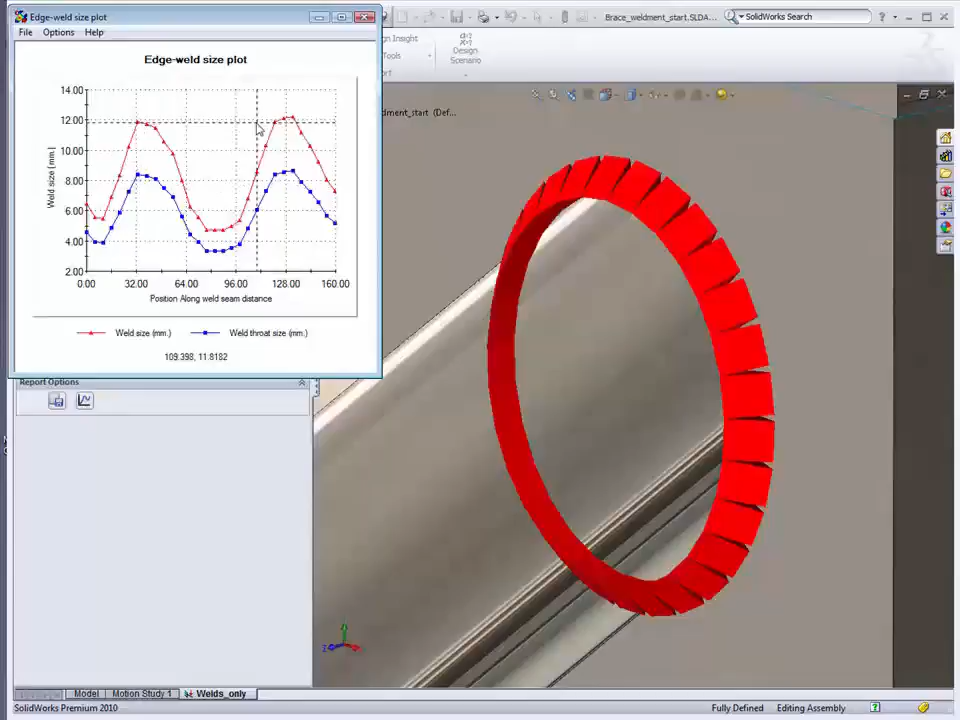 Edge-weld size plot
File Options Help
Edge-weld size plot
14.00
12.00
10.00
8.00
6.00
4.00
2.00
Weld size (mm.)
0.00 32.00 64.00 96.00 128.00 160.00
Position Along weld seam distance
Weld size (mm.) Weld throat size (mm.)
109.398, 11.8182
Report Options
Brace_weldment_start.SLDA...
SolidWorks Search
gn Insight
Tools
Design
Scenario
dment_start (Def...
Model Motion Study 1 Welds_only
SolidWorks Premium 2010
Fully Defined Editing Assembly